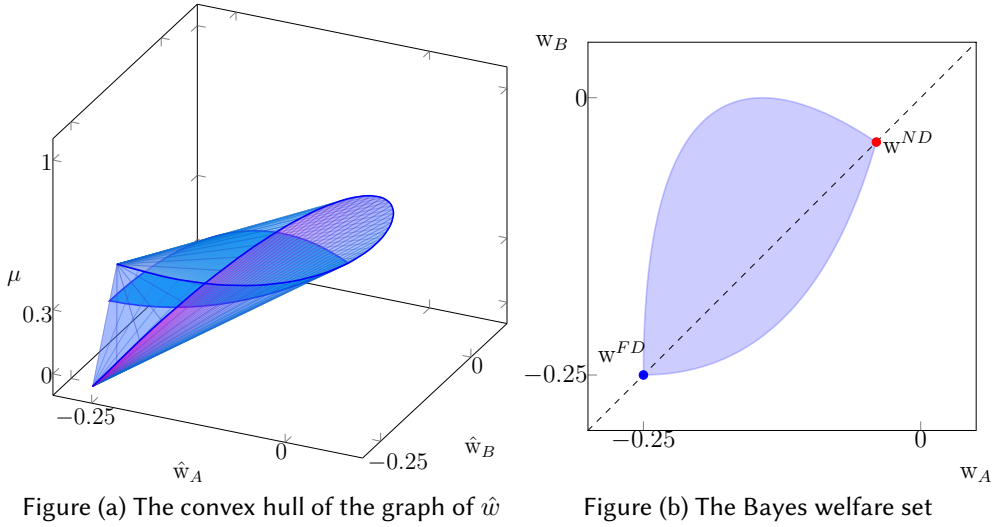 1
μ
0.3
0
−0.25
0
ŵ_A
−0.25
0
ŵ_B
Figure (a) The convex hull of the graph of ŵ
w_B
0
w^{ND}
w^{FD}
−0.25
−0.25
0
w_A
Figure (b) The Bayes welfare set